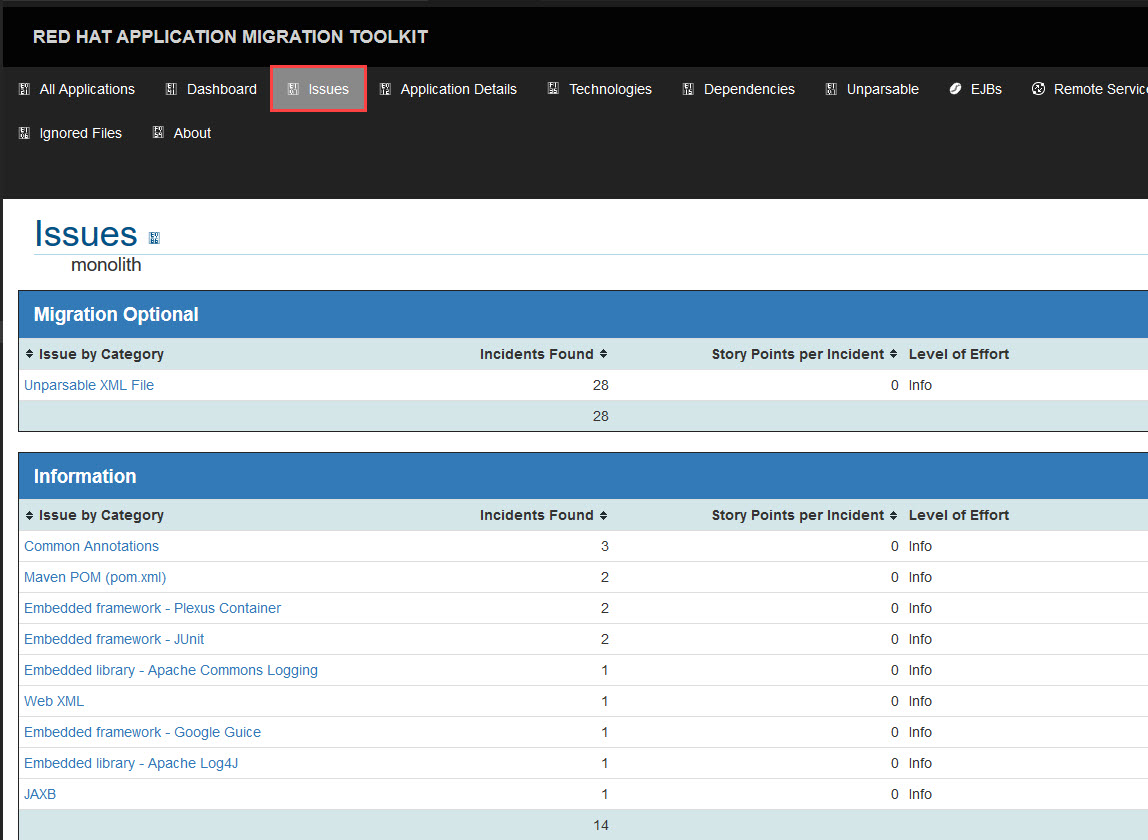 RED HAT APPLICATION MIGRATION TOOLKIT
All Applications Dashboard Issues Application Details Technologies Dependencies Unparsable EJBs Remote Servic
Ignored Files About
Issues
monolith
Migration Optional
Issue by Category Incidents Found Story Points per Incident Level of Effort
Unparsable XML File 28 0 Info
28
Information
Issue by Category Incidents Found Story Points per Incident Level of Effort
Common Annotations 3 0 Info
Maven POM (pom.xml) 2 0 Info
Embedded framework - Plexus Container 2 0 Info
Embedded framework - JUnit 2 0 Info
Embedded library - Apache Commons Logging 1 0 Info
Web XML 1 0 Info
Embedded framework - Google Guice 1 0 Info
Embedded library - Apache Log4J 1 0 Info
JAXB 1 0 Info
14